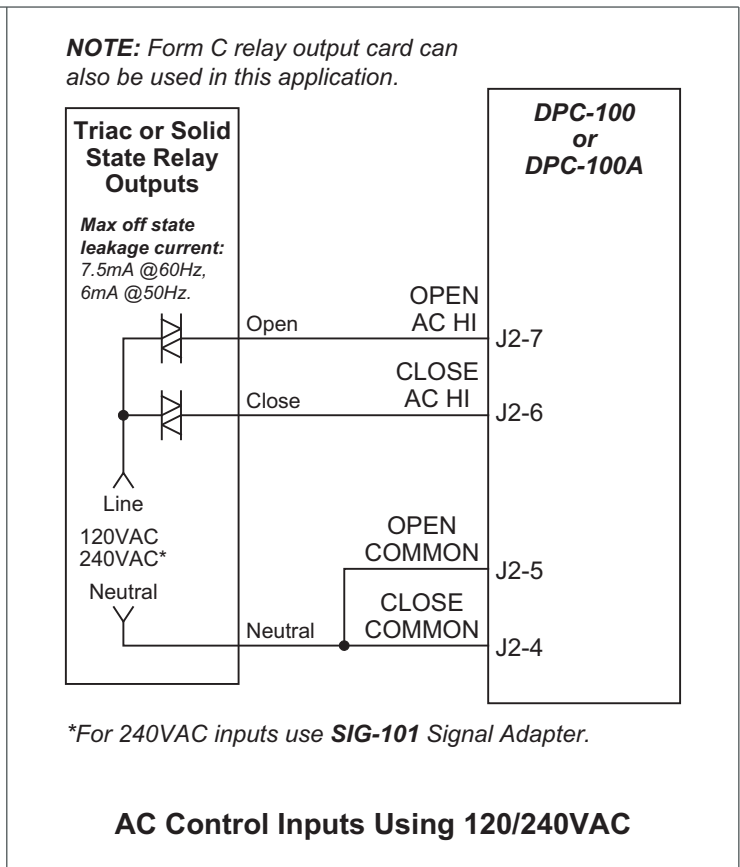 NOTE: Form C relay output card can
also be used in this application.
Triac or Solid
State Relay
Outputs
Max off state
leakage current:
7.5mA @60Hz,
6mA @50Hz.
DPC-100
or
DPC-100A
Open
OPEN
AC HI
J2-7
Close
CLOSE
AC HI
J2-6
Line
120VAC
240VAC*
Neutral
Neutral
OPEN
COMMON
J2-5
CLOSE
COMMON
J2-4
*For 240VAC inputs use SIG-101 Signal Adapter.
AC Control Inputs Using 120/240VAC